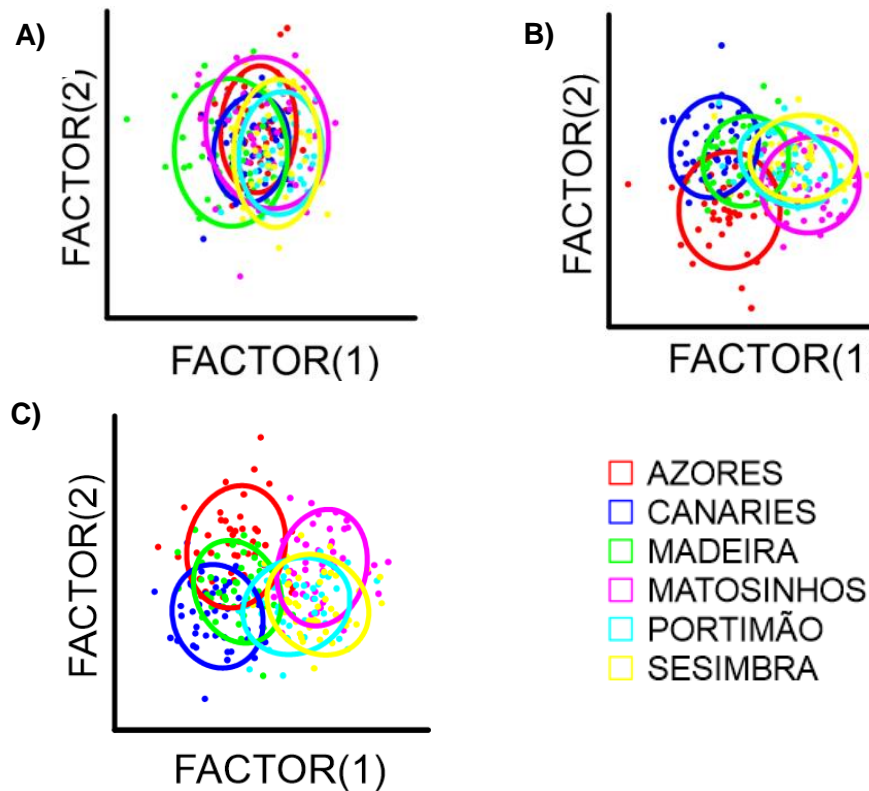 A)
FACTOR(2)
FACTOR(1)
B)
FACTOR(2)
FACTOR(1
C)
FACTOR(2)
FACTOR(1)
AZORES
CANARIES
MADEIRA
MATOSINHOS
PORTIMÃO
SESIMBRA